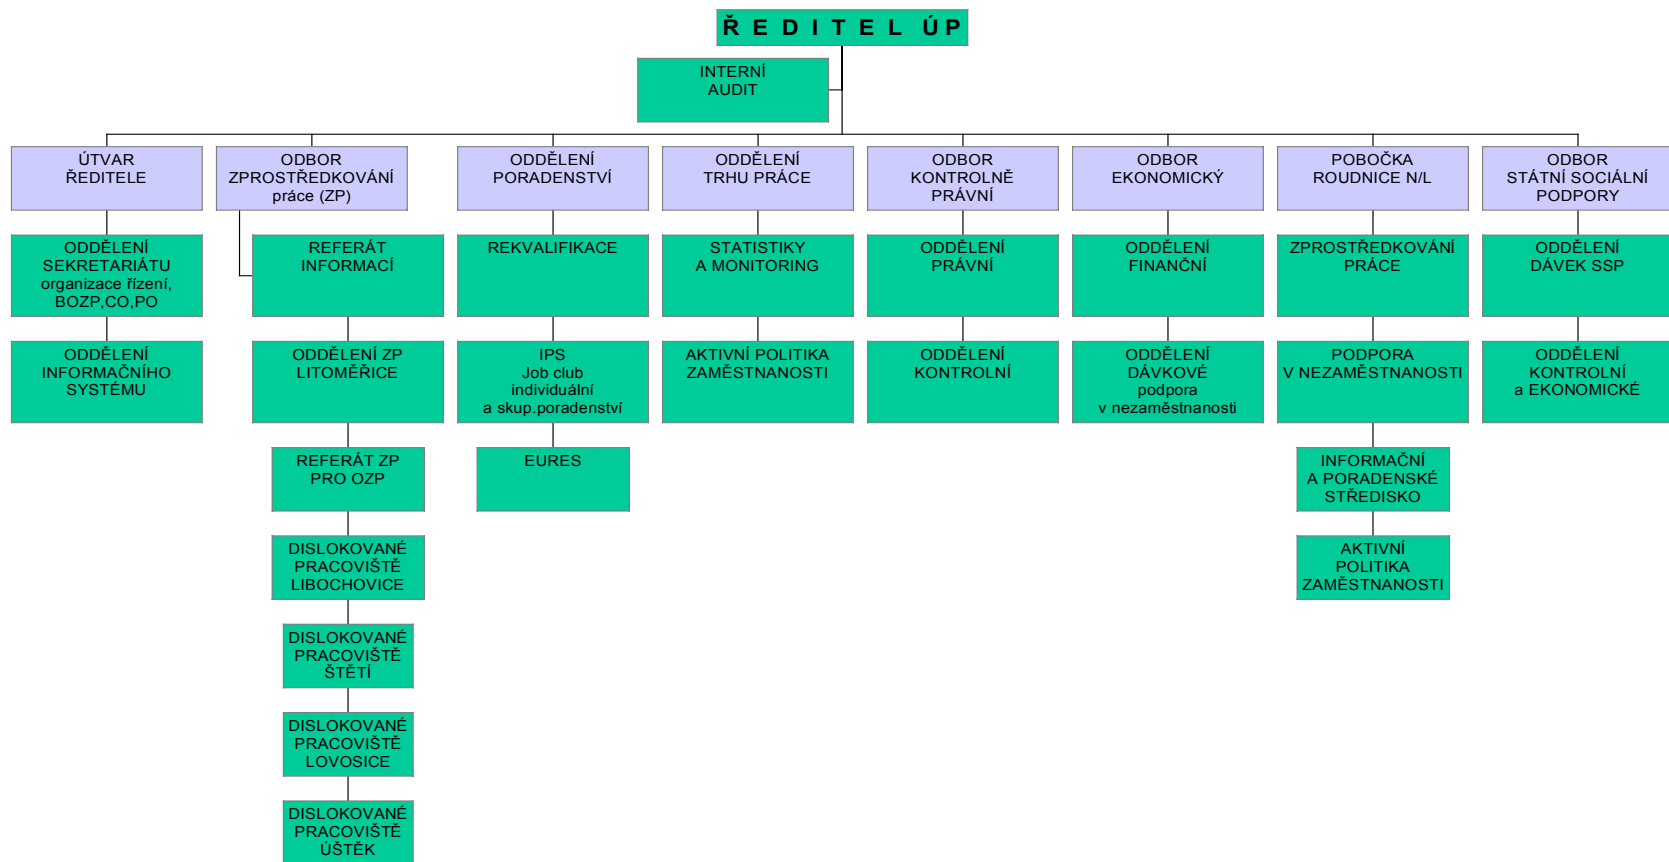 Ř E D I T E L Ú P
INTERNÍ
AUDIT
ÚTVAR
ŘEDITELE
ODBOR
ZPROSTŘEDKOVÁNÍ
práce (ZP)
ODDĚLENÍ
PORADENSTVÍ
ODDĚLENÍ
TRHU PRÁCE
ODBOR
KONTROLNĚ
PRÁVNÍ
ODBOR
EKONOMICKÝ
POBOČKA
ROUDNICE N/L
ODBOR
STÁTNÍ SOCIÁLNÍ
PODPORY
ODDĚLENÍ
SEKRETARIÁTU
organizace řízení,
BOZP,CO,PO
REFERÁT
INFORMACÍ
REKVALIFIKACE
STATISTIKY
A MONITORING
ODDĚLENÍ
PRÁVNÍ
ODDĚLENÍ
FINANČNÍ
ZPROSTŘEDKOVÁNÍ
PRÁCE
ODDĚLENÍ
DÁVEK SSP
ODDĚLENÍ
INFORMAČNÍHO
SYSTÉMU
ODDĚLENÍ ZP
LITOMĚŘICE
IPS
Job club
individuální
a skup.poradenství
AKTIVNÍ POLITIKA
ZAMĚSTNANOSTI
ODDĚLENÍ
KONTROLNÍ
ODDĚLENÍ
DÁVKOVÉ
podpora
v nezaměstnanosti
PODPORA
V NEZAMĚSTNANOSTI
ODDĚLENÍ
KONTROLNÍ
a EKONOMICKÉ
REFERÁT ZP
PRO OZP
EURES
INFORMAČNÍ
A PORADENSKÉ
STŘEDISKO
DISLOKOVANÉ
PRACOVIŠTĚ
LIBOCHOVICE
AKTIVNÍ
POLITIKA
ZAMĚSTNANOSTI
DISLOKOVANÉ
PRACOVIŠTĚ
ŠTĚTÍ
DISLOKOVANÉ
PRACOVIŠTĚ
LOVOSICE
DISLOKOVANÉ
PRACOVIŠTĚ
ÚŠTĚK